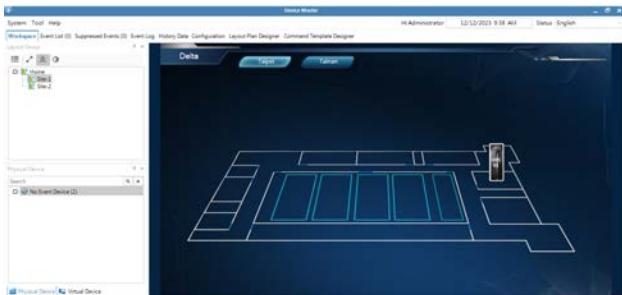 Device Master
System Tool Help
Hi Administrator 12/12/2023 9:38 AM Status English
Workspace Event List (0) Suppressed Events (0) Event Log History Data Configuration Layout Plan Designer Command Template Designer
Layout Group
Delta Taipei Tainan
Home
Site-1
Site-2
Physical Device
Search
No Event Device (2)
Physical Device Virtual Device